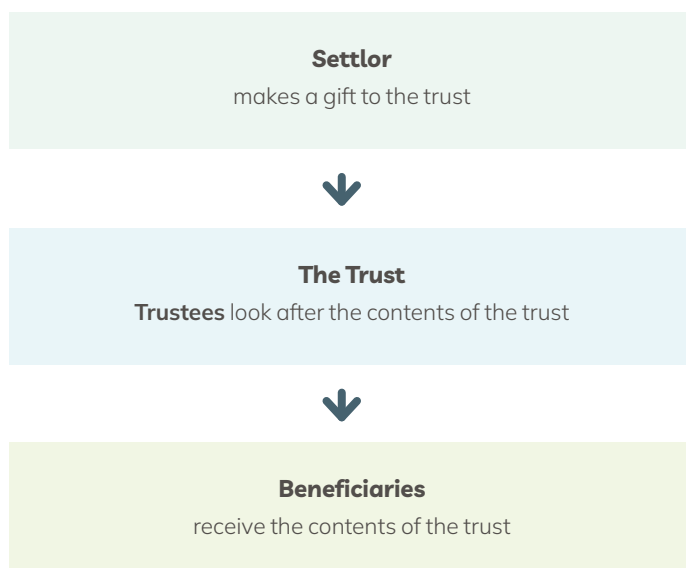 Settlor
makes a gift to the trust
The Trust
Trustees look after the contents of the trust
Beneficiaries
receive the contents of the trust